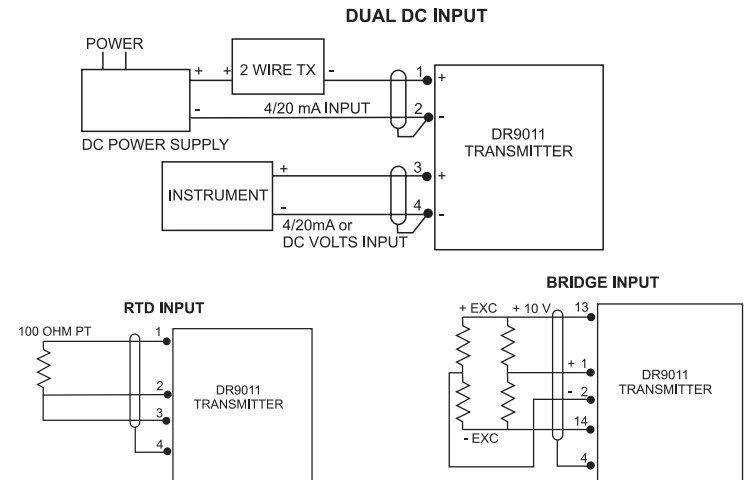 DUAL DC INPUT
POWER
+ + 2 WIRE TX - 1 +
- 4/20 mA INPUT 2 -
DC POWER SUPPLY
DR9011
TRANSMITTER
+ 3 +
INSTRUMENT
- 4 -
4/20mA or
DC VOLTS INPUT
RTD INPUT
100 OHM PT
1
2
3
4
DR9011
TRANSMITTER
BRIDGE INPUT
+ EXC + 10 V 13
+ 1
- 2
14
- EXC
4
DR9011
TRANSMITTER